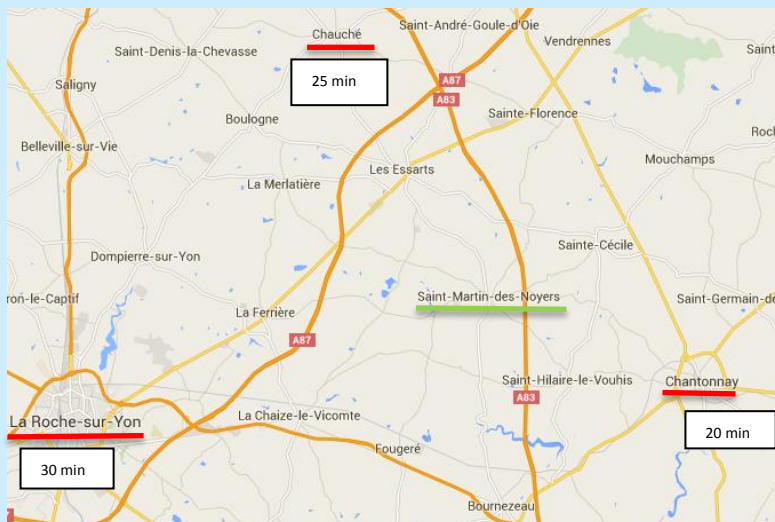 Saint-André-Goule-d'Oie
Chauché
Vendrennes
Saint-Denis-la-Chevasse
Saint
25 min
A87
Saligny
A83
Sainte-Florence
Boulogne
Roch
Belleville-sur-Vie
Mouchamps
Les Essarts
La Merlatière
Sainte-Cécile
Dompierre-sur-Yon
ron-le-Captif
Saint-Martin-des-Noyers
Saint-Germain-de
La Ferrière
A87
Saint-Hilaire-le-Vouhis
Chantonnay
A83
La Chaize-le-Vicomte
La Roche-sur-Yon
20 min
Fougeré
30 min
Bournezeau